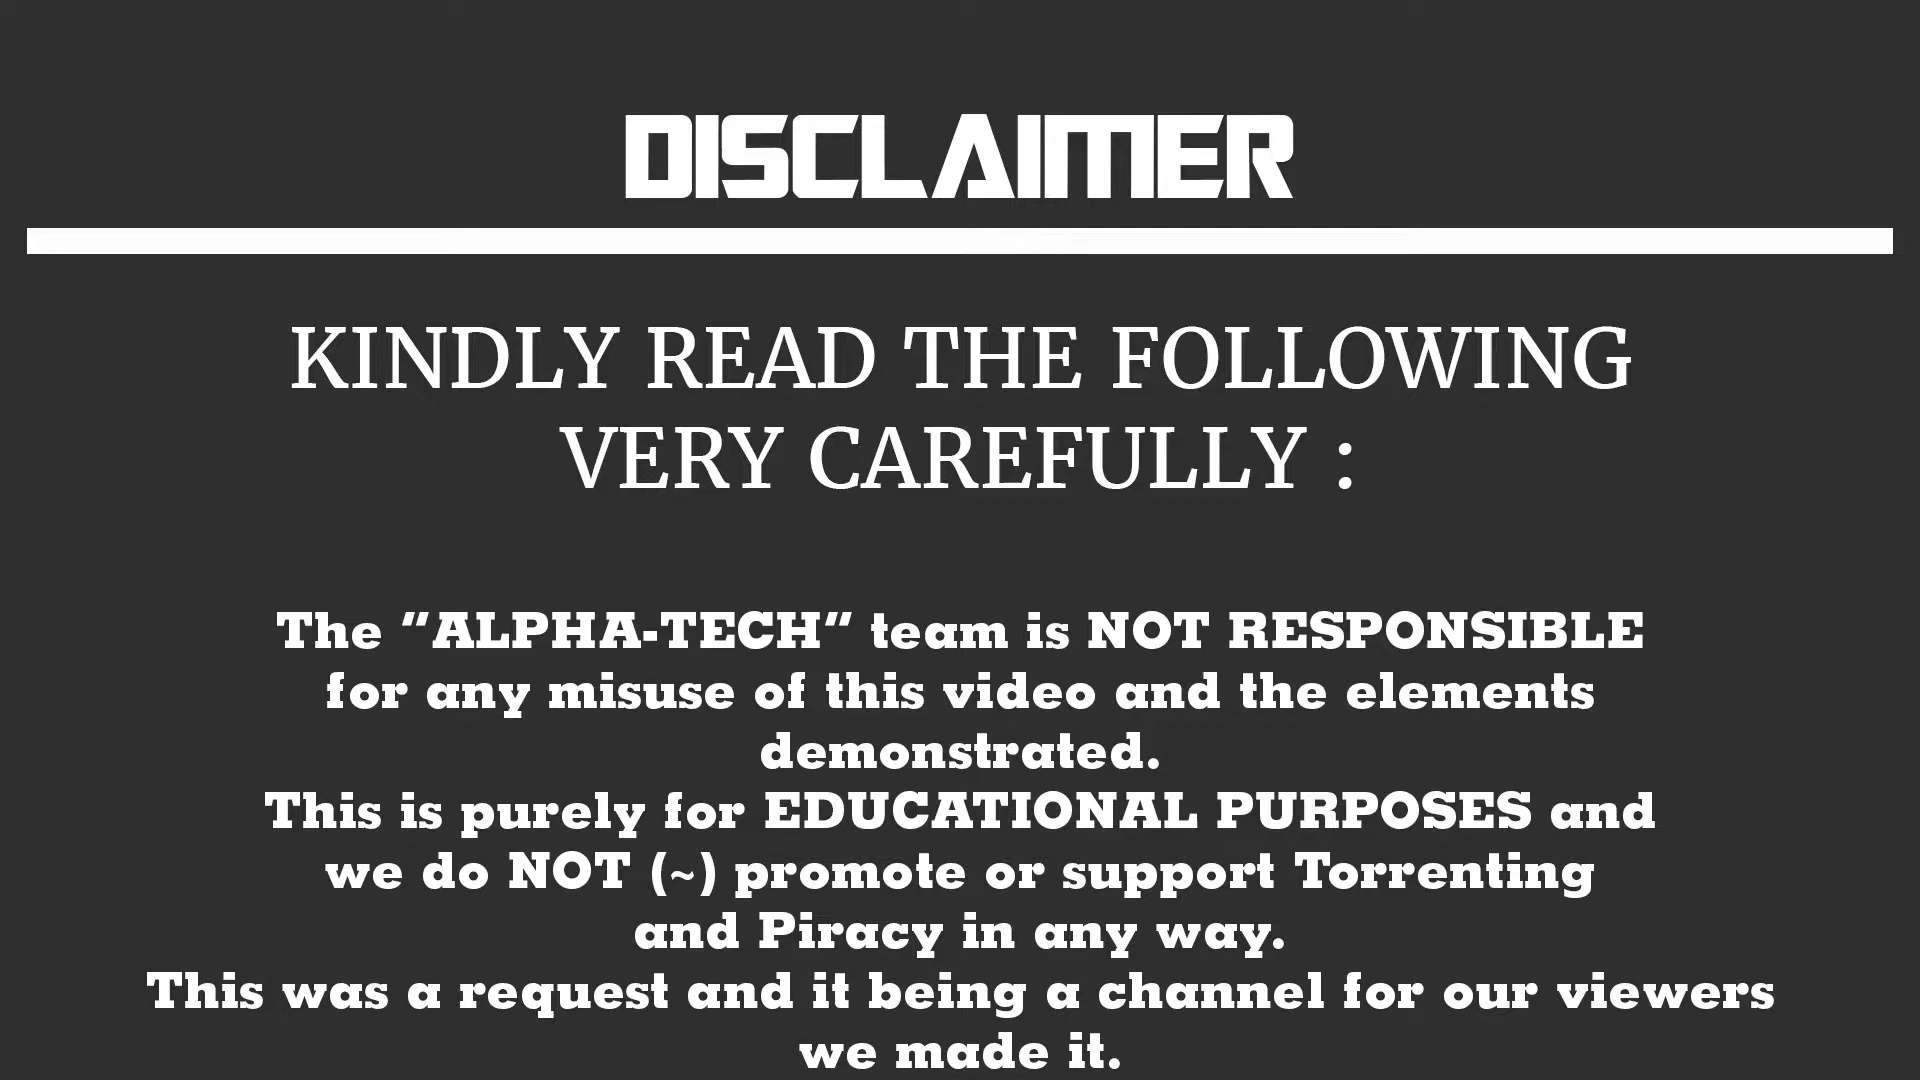 DISCLAIMER
KINDLY READ THE FOLLOWING
VERY CAREFULLY :
The "ALPHA-TECH" team is NOT RESPONSIBLE
for any misuse of this video and the elements
demonstrated.
This is purely for EDUCATIONAL PURPOSES and
we do NOT (~) promote or support Torrenting
and Piracy in any way.
This was a request and it being a channel for our viewers
we made it.